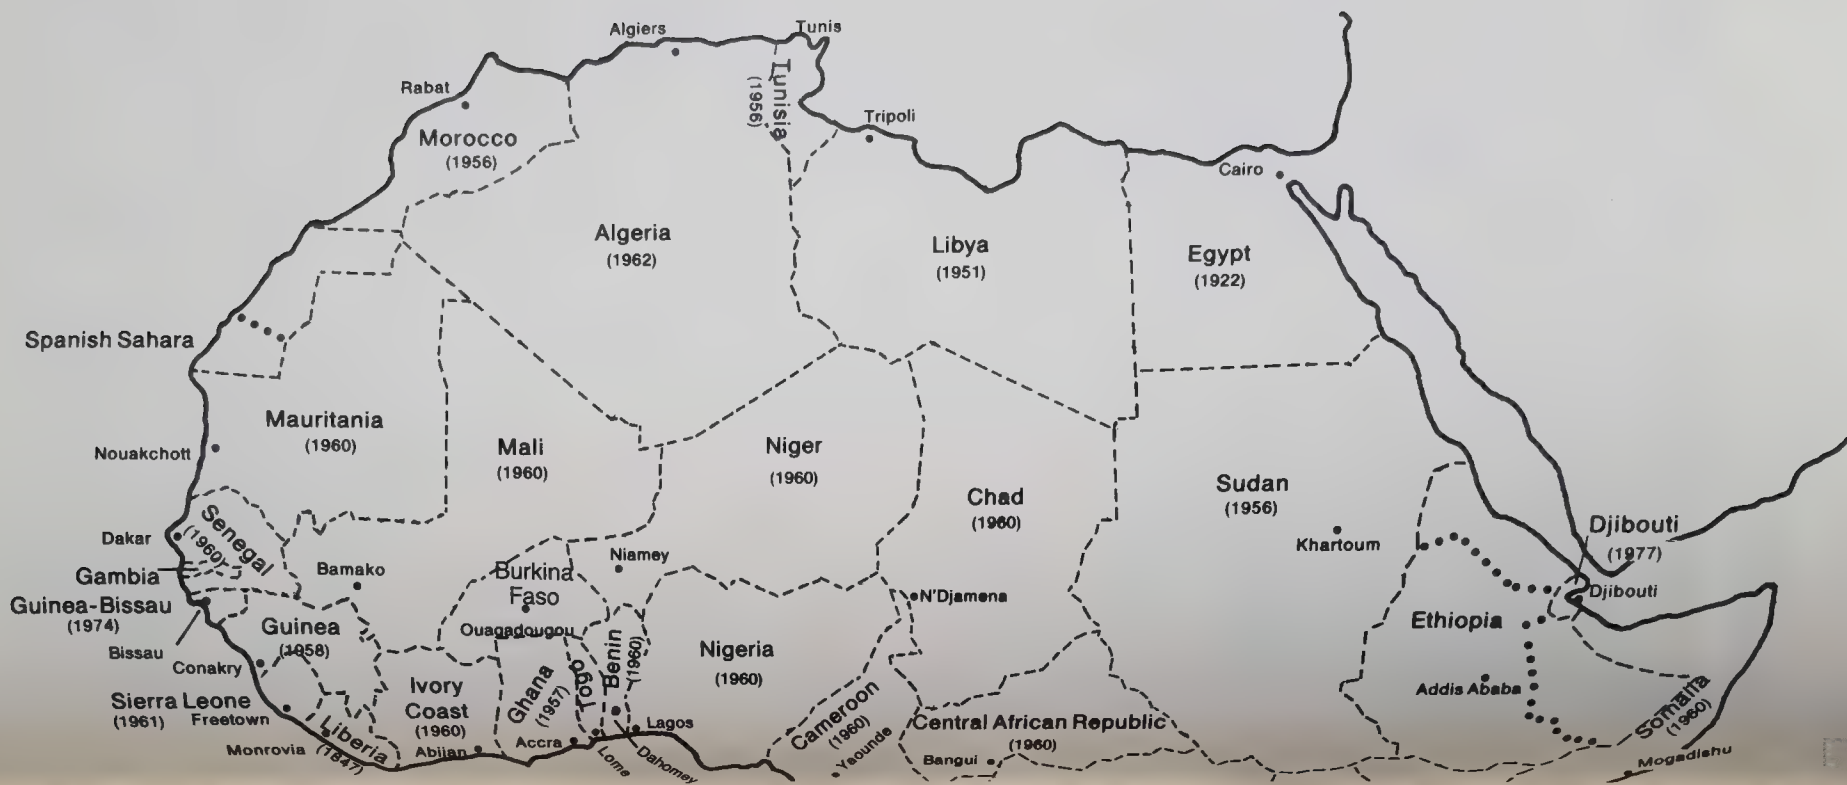 Algiers
Tunis
Rabat
Tunisia
(1956)
Tripoli
Morocco
(1956)
Cairo
Algeria
(1962)
Libya
(1951)
Egypt
(1922)
Spanish Sahara
Mauritania
(1960)
Nouakchott
Mali
(1960)
Niger
(1960)
Chad
(1960)
Sudan
(1956)
Khartoum
Djibouti
(1977)
Djibouti
Senegal
(1960)
Dakar
Gambia
Guinea-Bissau
(1974)
Bissau
Bamako
Burkina
Faso
Ouagadougou
Niamey
N'Djamena
Guinea
(1958)
Conakry
Sierra Leone
(1961)
Freetown
Liberia
(1847)
Monrovia
Ivory
Coast
(1960)
Abijan
Ghana
(1957)
Accra
Togo
Lome
Benin
(1960)
Dahomey
Nigeria
(1960)
Lagos
Cameroon
(1960)
Yaounde
Central African Republic
(1960)
Bangui
Ethiopia
Addis Ababa
Somalia
(1960)
Mogadishu